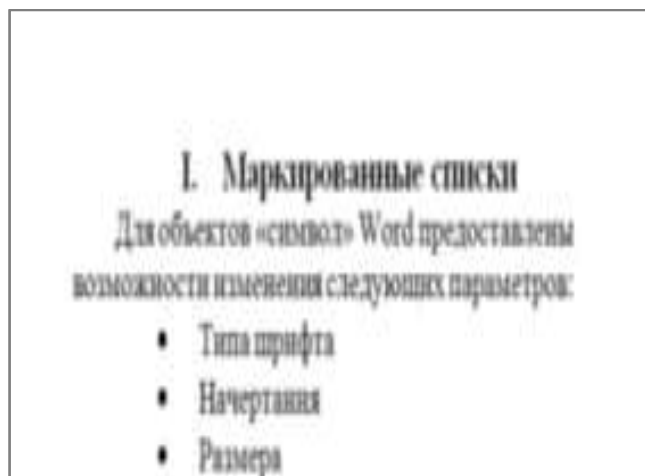 I. Маркированные списки
Для объектов «символ» Word предоставлены
возможности изменения следующих параметров:
• Типа шрифта
• Начертания
• Размера